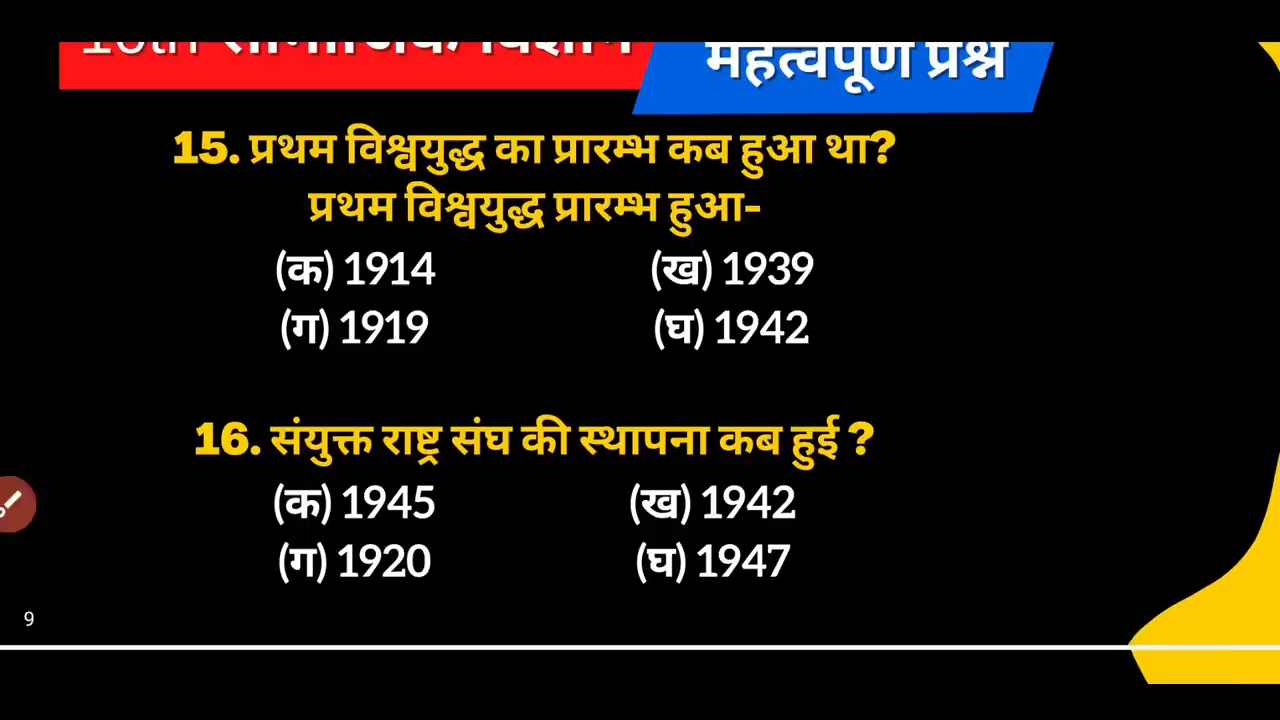 10th सामाजिक विज्ञान
महत्वपूर्ण प्रश्न
15. प्रथम विश्वयुद्ध का प्रारम्भ कब हुआ था?
प्रथम विश्वयुद्ध प्रारम्भ हुआ-
(क) 1914 (ख) 1939
(ग) 1919 (घ) 1942
16. संयुक्त राष्ट्र संघ की स्थापना कब हुई ?
(क) 1945 (ख) 1942
(ग) 1920 (घ) 1947
9